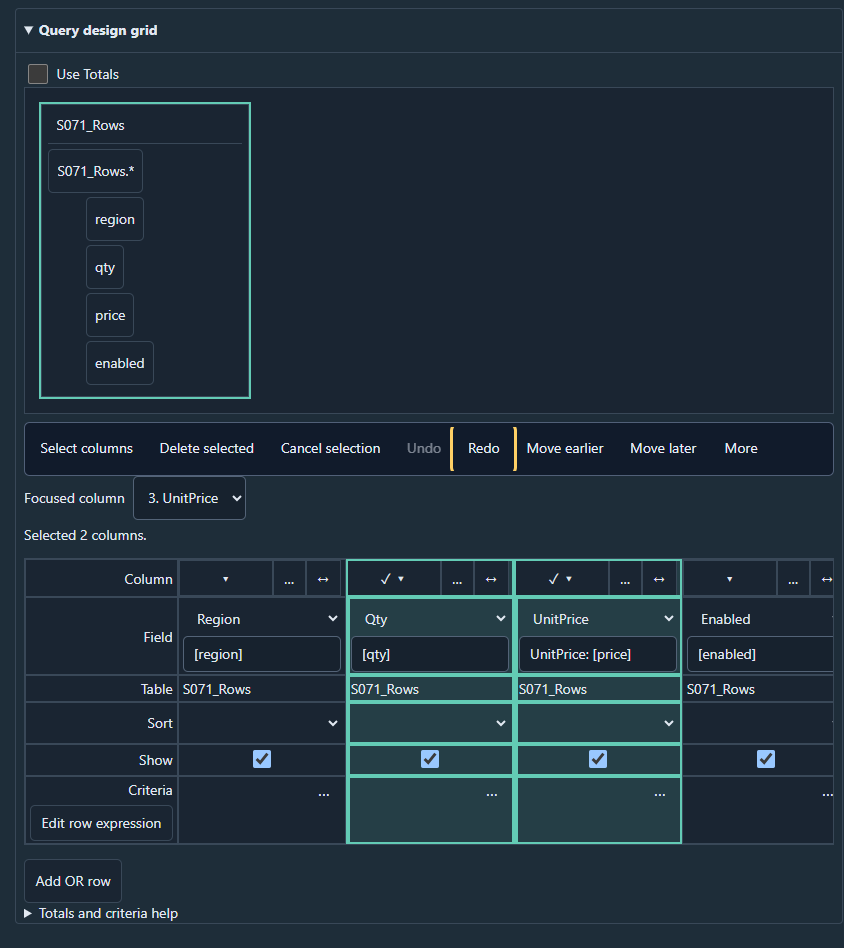 ▼ Query design grid
Use Totals
S071_Rows
S071_Rows.*
region
qty
price
enabled
Select columns Delete selected Cancel selection Undo Redo Move earlier Move later More
Focused column 3. UnitPrice
Selected 2 columns.
Column ▾ ... ↔ ✓ ▾ ... ↔ ✓ ▾ ... ↔ ▾ ... ↔
Region Qty UnitPrice Enabled
Field
[region] [qty] UnitPrice: [price] [enabled]
Table S071_Rows S071_Rows S071_Rows S071_Rows
Sort
Show
Criteria ... ... ... ...
Edit row expression
Add OR row
▶ Totals and criteria help